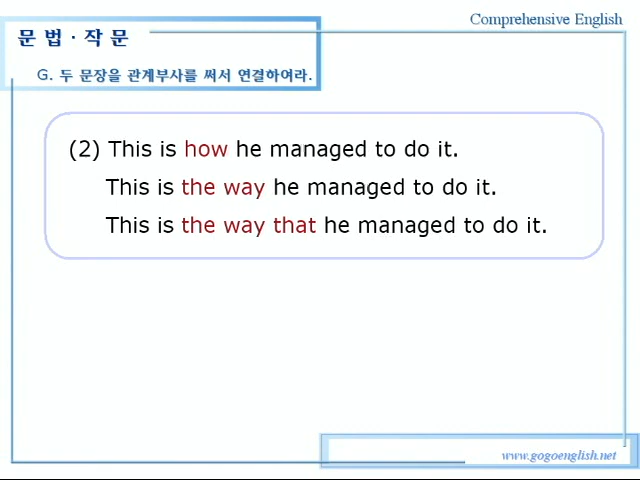 Comprehensive English
문 법 · 작 문
G. 두 문장을 관계부사를 써서 연결하여라.
(2) This is how he managed to do it.
This is the way he managed to do it.
This is the way that he managed to do it.
www.gogoenglish.net